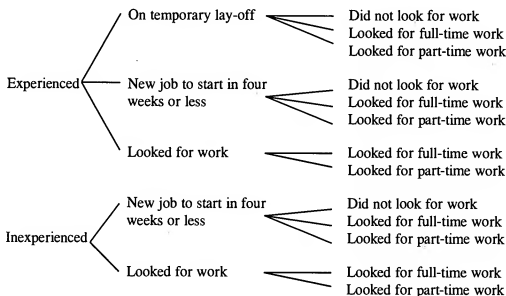 On temporary lay-off
Did not look for work
Looked for full-time work
Looked for part-time work
Experienced
New job to start in four
weeks or less
Did not look for work
Looked for full-time work
Looked for part-time work
Looked for work
Looked for full-time work
Looked for part-time work
Inexperienced
New job to start in four
weeks or less
Did not look for work
Looked for full-time work
Looked for part-time work
Looked for work
Looked for full-time work
Looked for part-time work